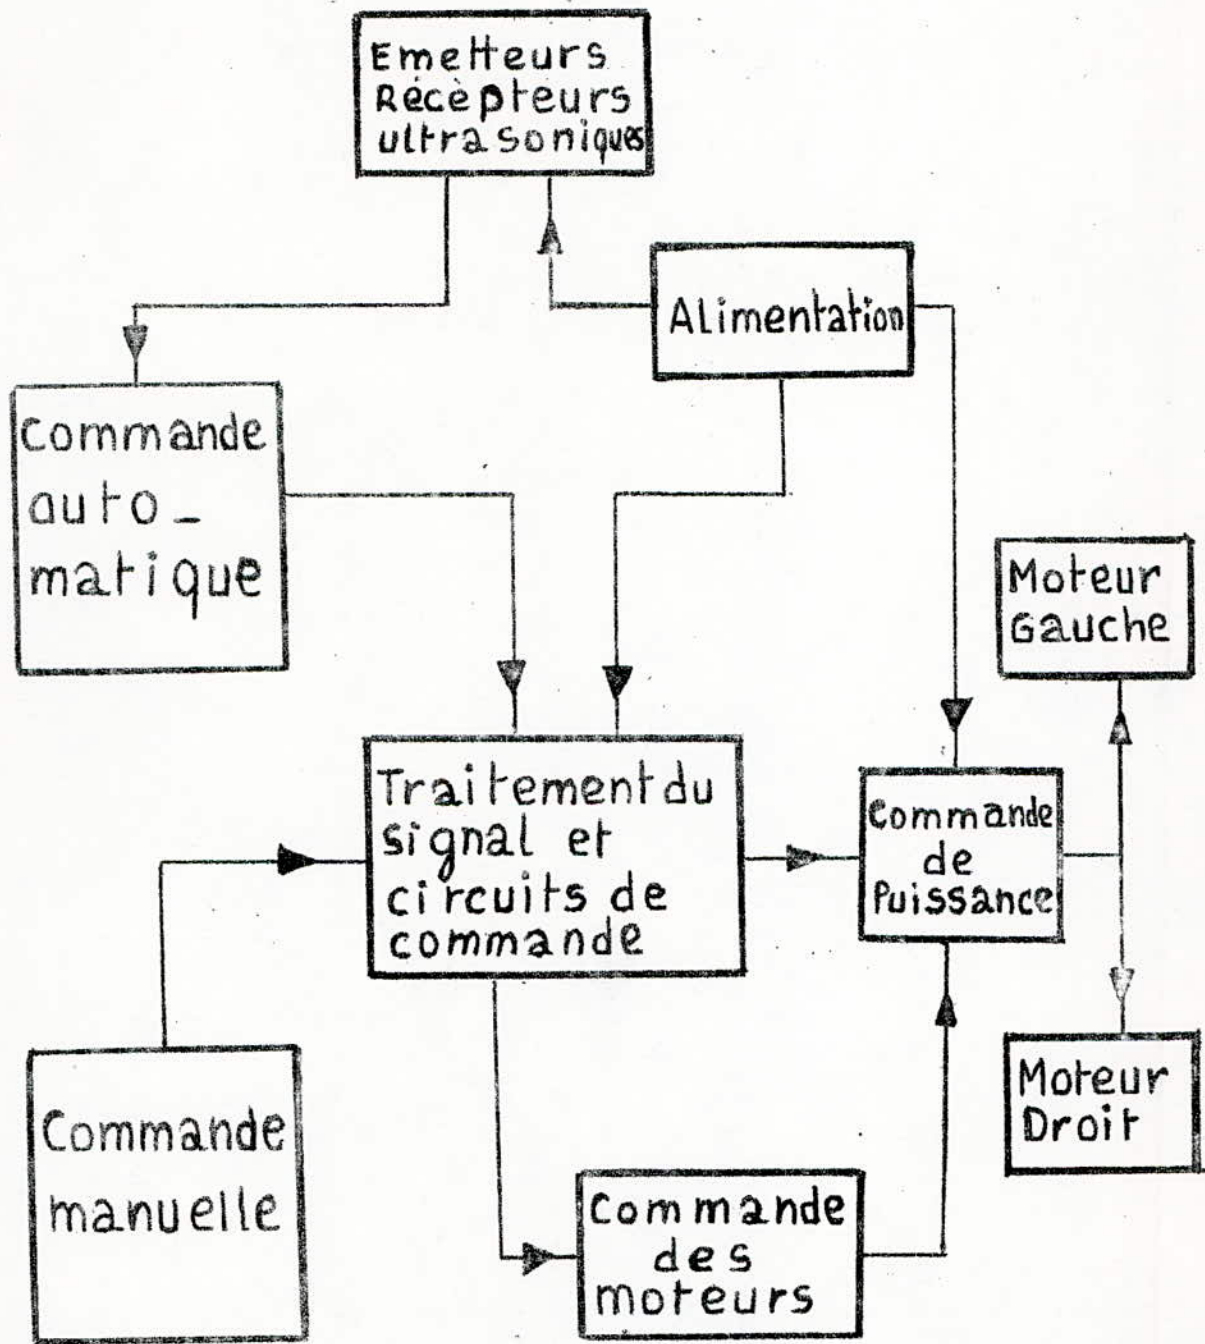 Emetteurs
Récèpteurs
ultrasoniques
Alimentation
Commande
auto-
matique
Moteur
Gauche
Traitement du
signal et
circuits de
commande
Commande
de
Puissance
Commande
manuelle
Moteur
Droit
Commande
des
moteurs